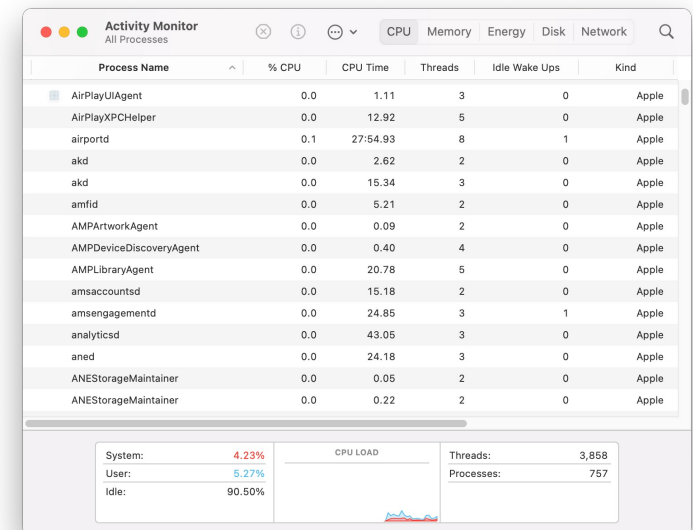 Activity Monitor
All Processes
CPU Memory Energy Disk Network
Process Name % CPU CPU Time Threads Idle Wake Ups Kind
AirPlayUIAgent 0.0 1.11 3 0 Apple
AirPlayXPCHelper 0.0 12.92 5 0 Apple
airportd 0.1 27:54.93 8 1 Apple
akd 0.0 2.62 2 0 Apple
akd 0.0 15.34 3 0 Apple
amfid 0.0 5.21 2 0 Apple
AMPArtworkAgent 0.0 0.09 2 0 Apple
AMPDeviceDiscoveryAgent 0.0 0.40 4 0 Apple
AMPLibraryAgent 0.0 20.78 5 0 Apple
amsaccountsd 0.0 15.18 2 0 Apple
amsengagementd 0.0 24.85 3 1 Apple
analyticsd 0.0 43.05 3 0 Apple
aned 0.0 24.18 3 0 Apple
ANEStorageMaintainer 0.0 0.05 2 0 Apple
ANEStorageMaintainer 0.0 0.22 2 0 Apple
System: 4.23% CPU LOAD Threads: 3,858
User: 5.27% Processes: 757
Idle: 90.50%